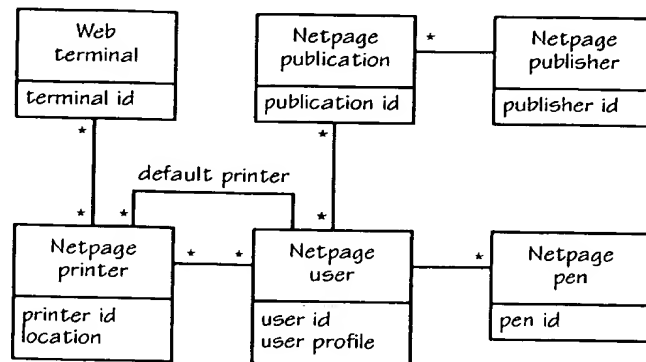 Web
terminal
terminal id
Netpage
publication
publication id
*
Netpage
publisher
publisher id
*
*
default printer
*
*
*
Netpage
printer
printer id
location
*
*
Netpage
user
user id
user profile
*
Netpage
pen
pen id